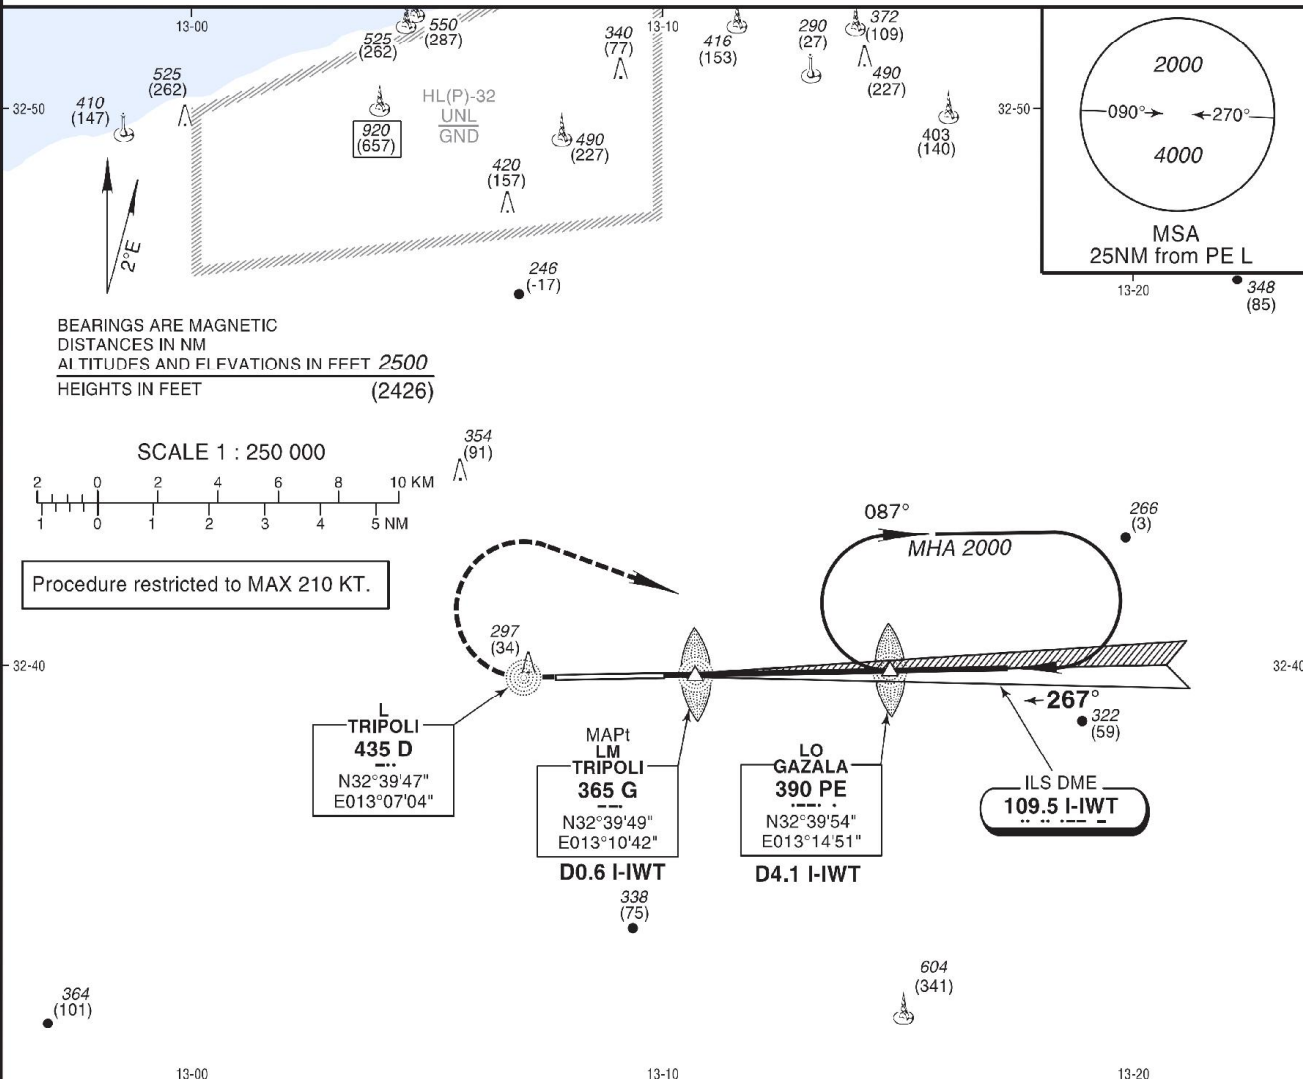 13-00
13-10
550
(287)
525
(262)
340
(77)
416
(153)
290
(27)
372
(109)
490
(227)
2000
090°
270°
4000
MSA
25NM from PE L
525
(262)
410
(147)
32-50
HL(P)-32
UNL
GND
920
(657)
490
(227)
420
(157)
32-50
403
(140)
2°E
246
(-17)
13-20
348
(85)
BEARINGS ARE MAGNETIC
DISTANCES IN NM
ALTITUDES AND ELEVATIONS IN FEET 2500
HEIGHTS IN FEET (2426)
SCALE 1 : 250 000
2 0 2 4 6 8 10 KM
1 0 1 2 3 4 5 NM
354
(91)
Procedure restricted to MAX 210 KT.
087°
MHA 2000
266
(3)
297
(34)
32-40
32-40
267°
322
(59)
L
TRIPOLI
435 D
N32°39'47"
E013°07'04"
MAPt
LM
TRIPOLI
365 G
N32°39'49"
E013°10'42"
D0.6 I-IWT
LO
GAZALA
390 PE
N32°39'54"
E013°14'51"
D4.1 I-IWT
ILS DME
109.5 I-IWT
338
(75)
604
(341)
364
(101)
13-00
13-10
13-20